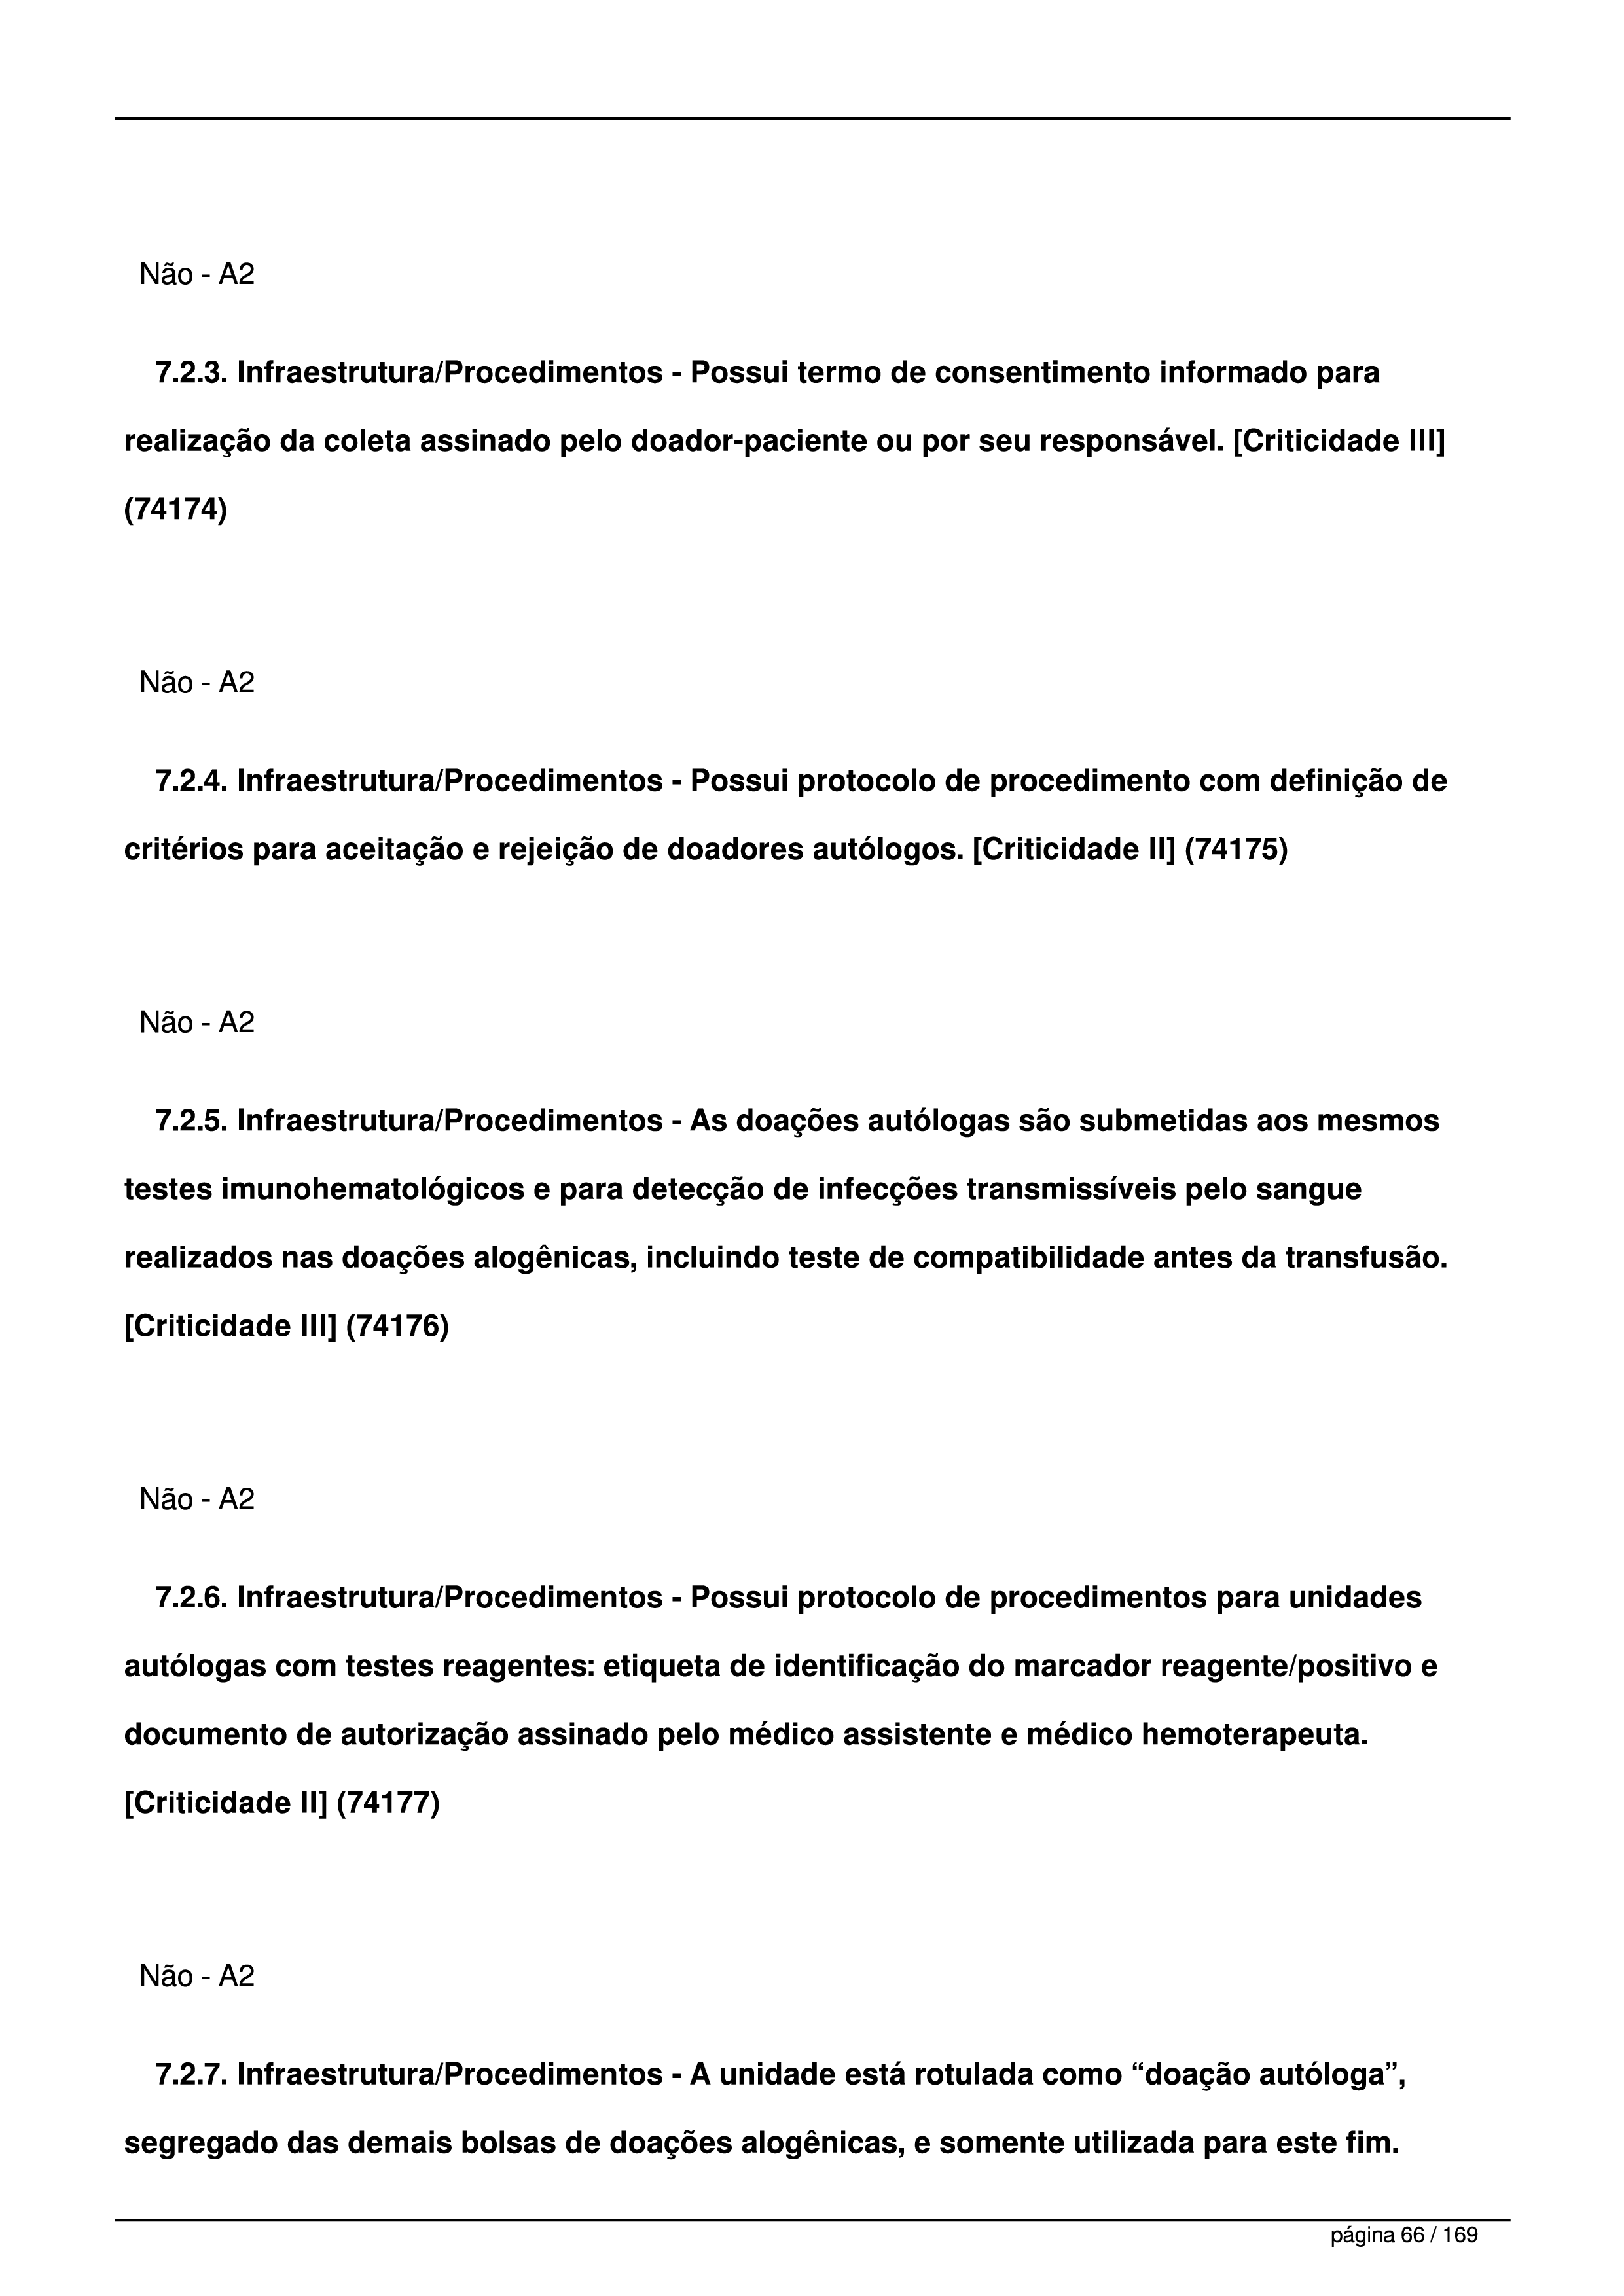 Não - A2
7.2.3. Infraestrutura/Procedimentos - Possui termo de consentimento informado para
realização da coleta assinado pelo doador-paciente ou por seu responsável. [Criticidade III]
(74174)
Não - A2
7.2.4. Infraestrutura/Procedimentos - Possui protocolo de procedimento com definição de
critérios para aceitação e rejeição de doadores autólogos. [Criticidade II] (74175)
Não - A2
7.2.5. Infraestrutura/Procedimentos - As doações autólogas são submetidas aos mesmos
testes imunohematológicos e para detecção de infecções transmissíveis pelo sangue
realizados nas doações alogênicas, incluindo teste de compatibilidade antes da transfusão.
[Criticidade III] (74176)
Não - A2
7.2.6. Infraestrutura/Procedimentos - Possui protocolo de procedimentos para unidades
autólogas com testes reagentes: etiqueta de identificação do marcador reagente/positivo e
documento de autorização assinado pelo médico assistente e médico hemoterapeuta.
[Criticidade II] (74177)
Não - A2
7.2.7. Infraestrutura/Procedimentos - A unidade está rotulada como “doação autóloga”,
segregado das demais bolsas de doações alogênicas, e somente utilizada para este fim.
página 66 / 169